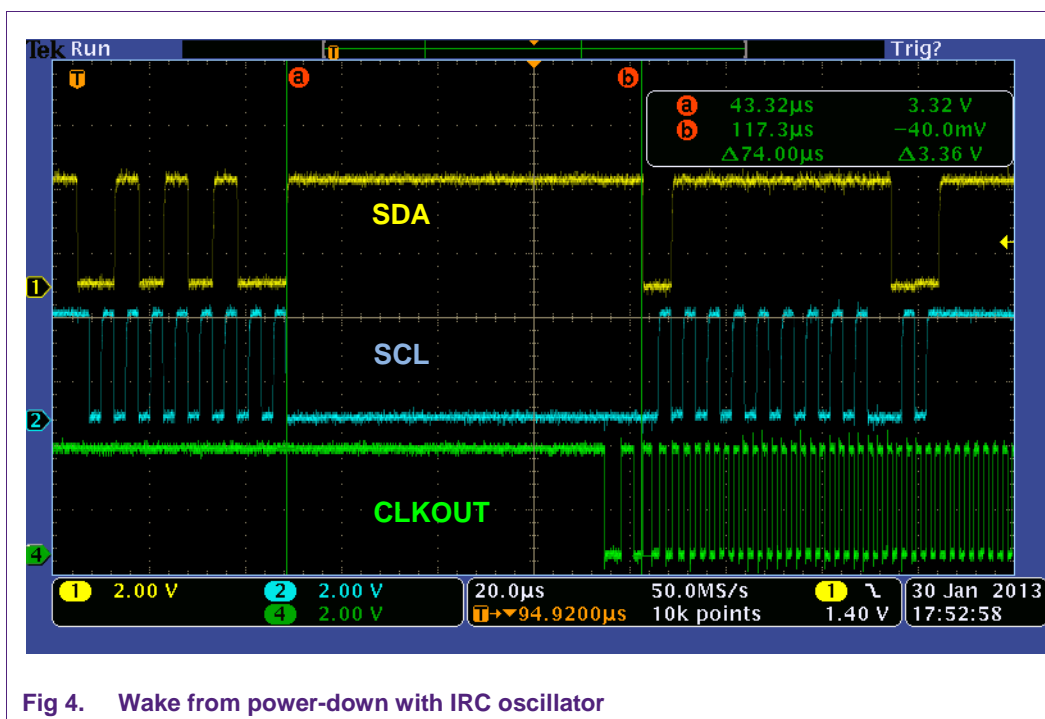 Tek Run Trig?
T
T a b
a 43.32µs 3.32 V
b 117.3µs −40.0mV
Δ74.00µs Δ3.36 V
SDA
1
SCL
2
CLKOUT
4
1 2.00 V 2 2.00 V 20.0µs 50.0MS/s 1 30 Jan 2013
4 2.00 V T→▼94.9200µs 10k points 1.40 V 17:52:58
Fig 4. Wake from power-down with IRC oscillator